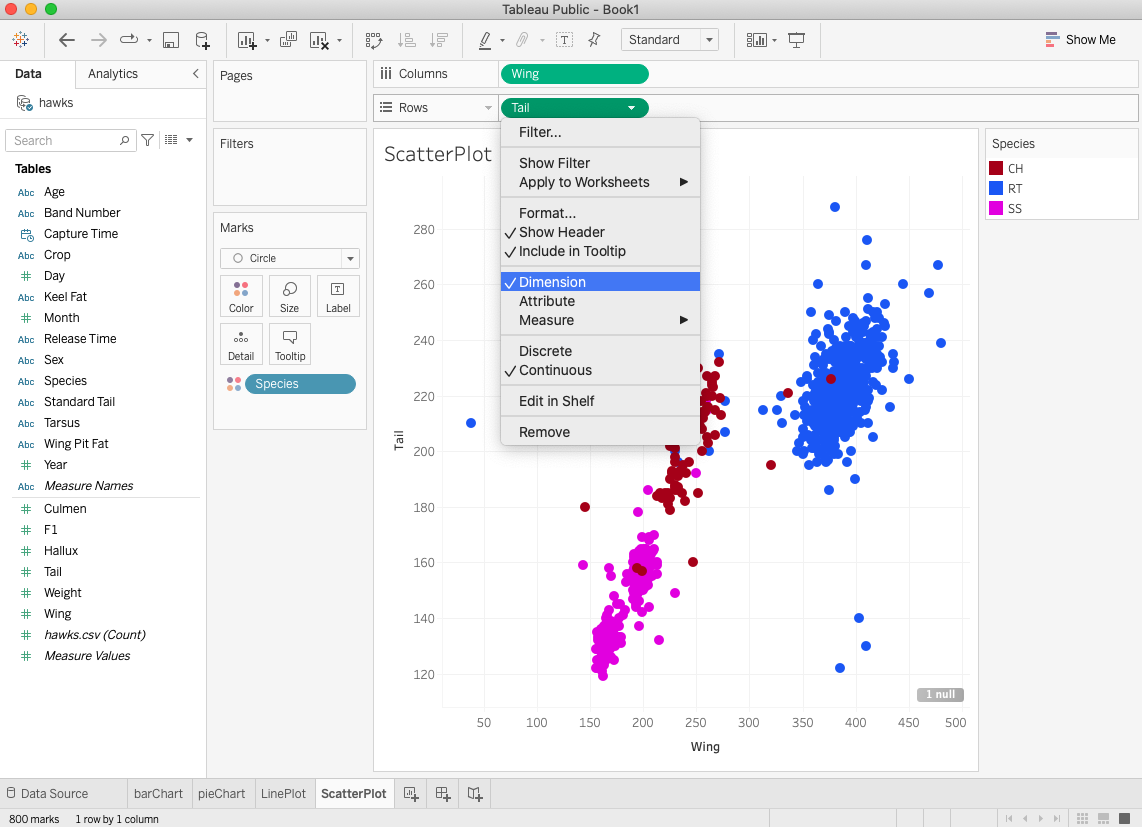 Tableau Public - Book1
Standard
Show Me
Data
Analytics
hawks
Search
Tables
Abc Age
Abc Band Number
Capture Time
Abc Crop
Day
Abc Keel Fat
Month
Abc Release Time
Abc Sex
Abc Species
Abc Standard Tail
Abc Tarsus
Abc Wing Pit Fat
Year
Abc Measure Names
Culmen
F1
Hallux
Tail
Weight
Wing
hawks.csv (Count)
Measure Values
Pages
Filters
Marks
Circle
Color
Size
T
Label
Detail
Tooltip
Species
Columns
Wing
Rows
Tail
ScatterPlot
Filter...
Show Filter
Apply to Worksheets
Format...
Show Header
Include in Tooltip
Dimension
Attribute
Measure
Discrete
Continuous
Edit in Shelf
Remove
Tail
280
260
240
220
200
180
160
140
120
50 100 150 200 250 300 350 400 450 500
Wing
1 null
Species
CH
RT
SS
Data Source
barChart
pieChart
LinePlot
ScatterPlot
800 marks
1 row by 1 column